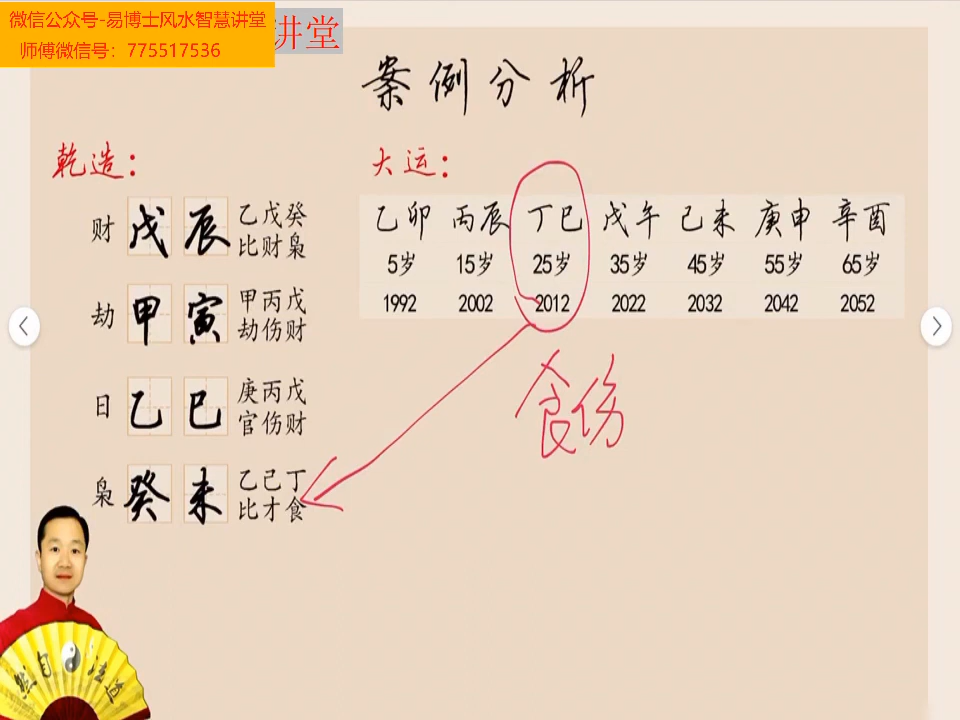 微信公众号-易博士风水智慧讲堂
师傅微信号：775517536
讲堂
案例分析
乾造：
财 戊 辰 乙戊癸
比财枭
劫 甲 寅 甲丙戊
劫伤财
日 乙 巳 庚丙戊
官伤财
枭 癸 未 乙己丁
比才食
大运：
乙卯 丙辰 丁巳 戊午 己未 庚申 辛酉
5岁 15岁 25岁 35岁 45岁 55岁 65岁
1992 2002 2012 2022 2032 2042 2052
食伤
道法自然